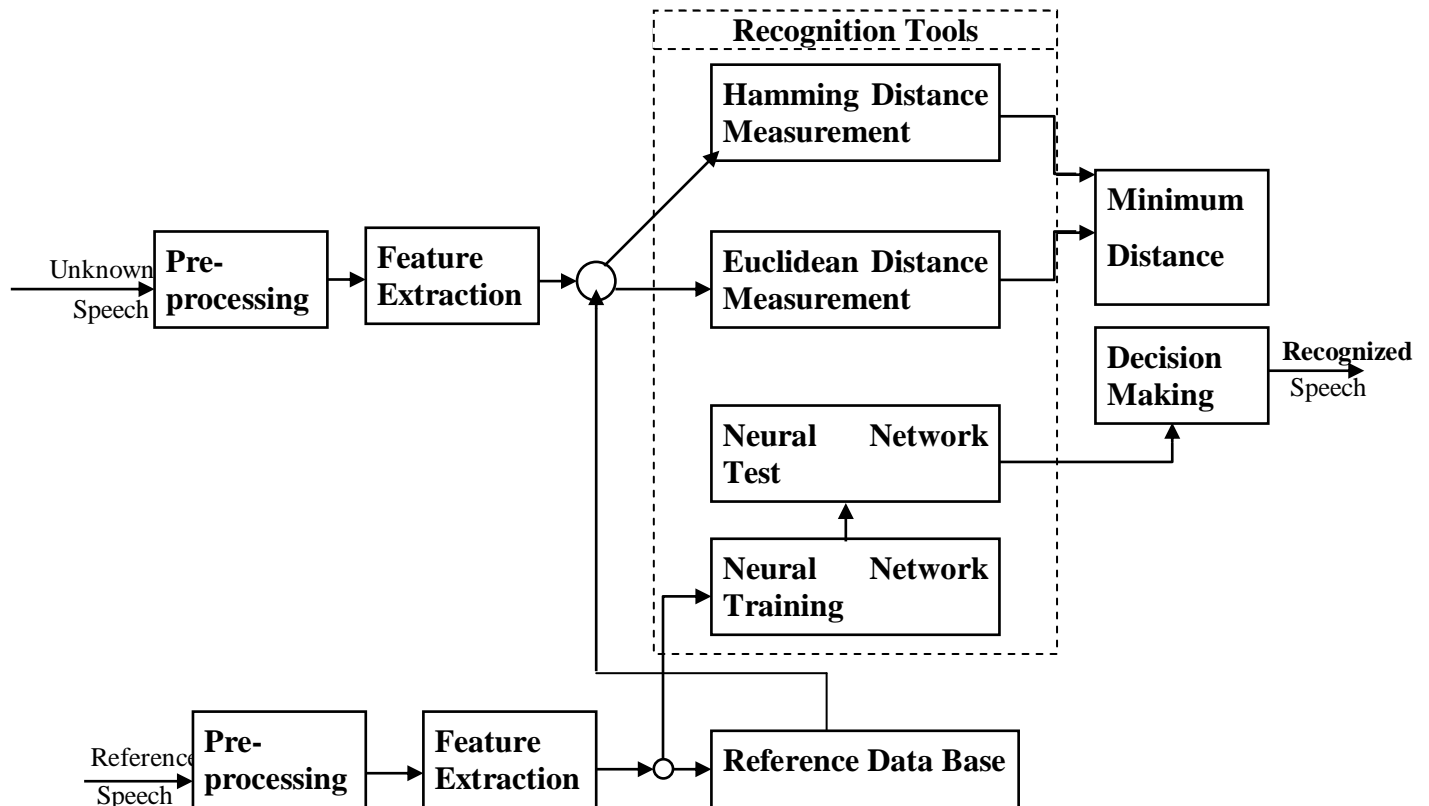 Recognition Tools
Hamming Distance
Measurement
Minimum
Distance
Unknown
Speech
Pre-
processing
Feature
Extraction
Euclidean Distance
Measurement
Decision
Making
Recognized
Speech
Neural Network
Test
Neural Network
Training
Reference
Speech
Pre-
processing
Feature
Extraction
Reference Data Base